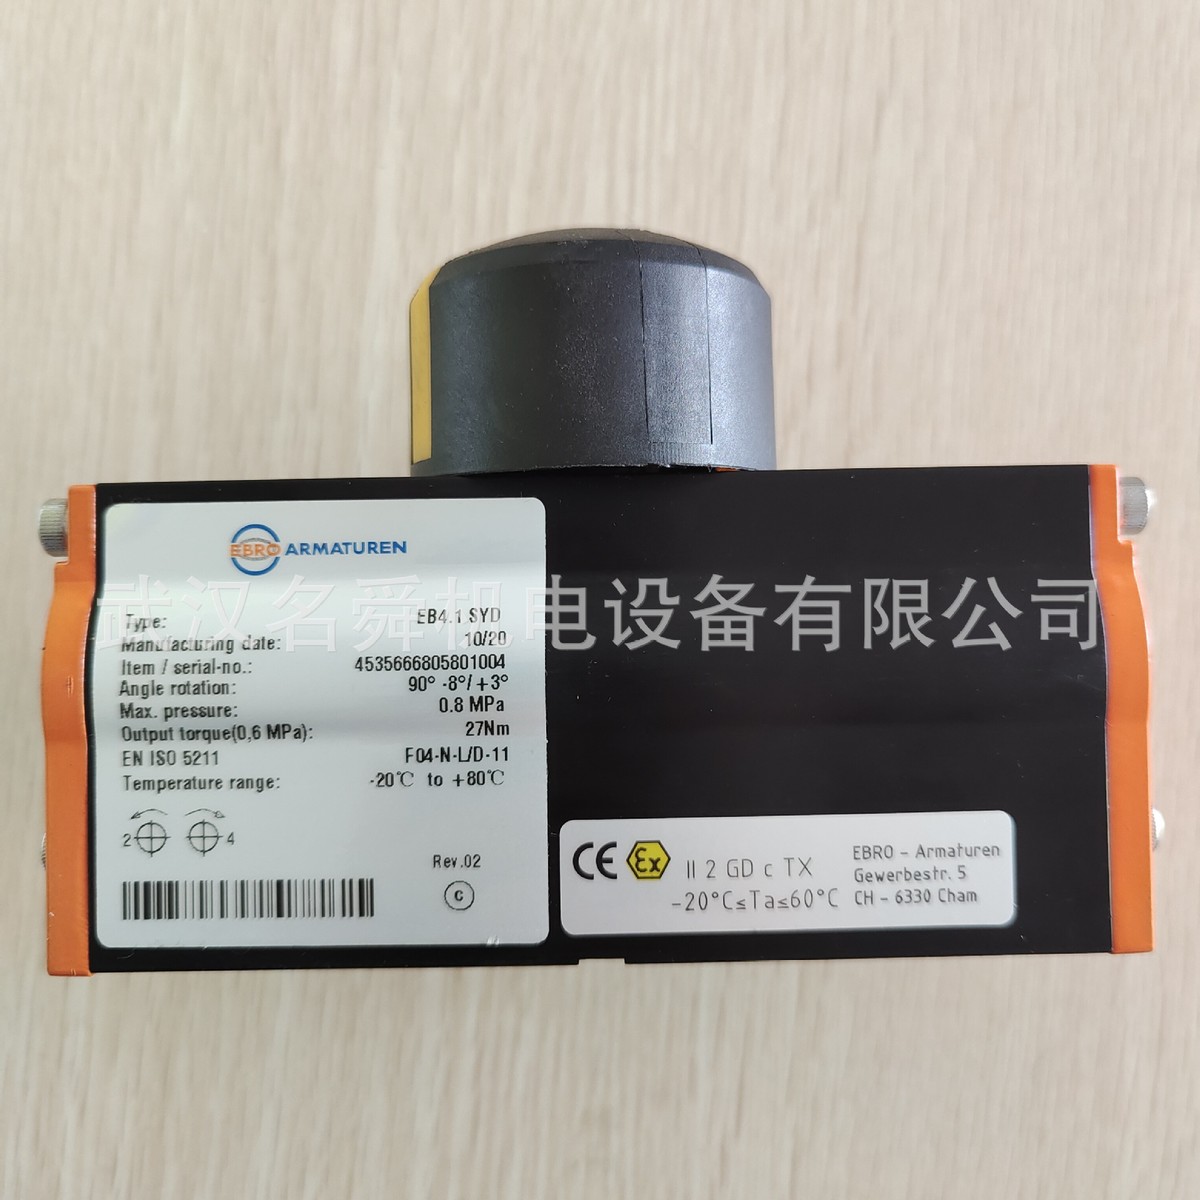 EBRO ARMATUREN
武汉名舜机电设备有限公司
Type: EB4.1 SYD
Manufacturing date: 10/20
Item / serial-no.: 4535666805801004
Angle rotation: 90° -8°/+3°
Max. pressure: 0.8 MPa
Output torque(0,6 MPa): 27Nm
EN ISO 5211 F04-N-L/D-11
Temperature range: -20℃ to +80℃
2 4
Rev.02
C
CE Ex II 2 GD c TX
-20°C≤Ta≤60°C
EBRO - Armaturen
Gewerbestr. 5
CH - 6330 Cham